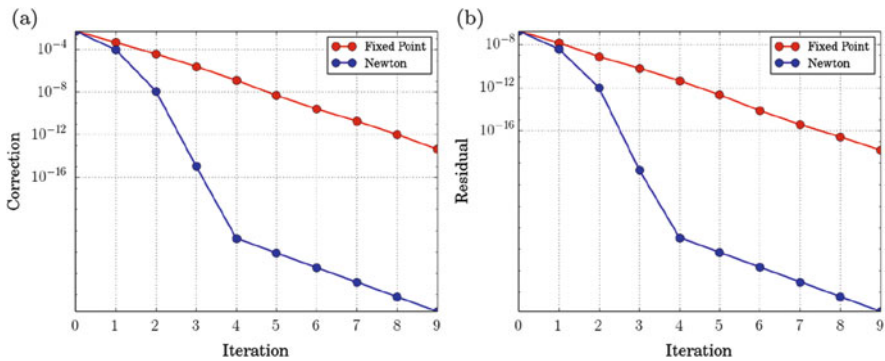 (a)
10⁻⁴
10⁻⁸
10⁻¹²
10⁻¹⁶
Correction
Fixed Point
Newton
0 1 2 3 4 5 6 7 8 9
Iteration
(b)
10⁻⁸
10⁻¹²
10⁻¹⁶
Residual
Fixed Point
Newton
0 1 2 3 4 5 6 7 8 9
Iteration